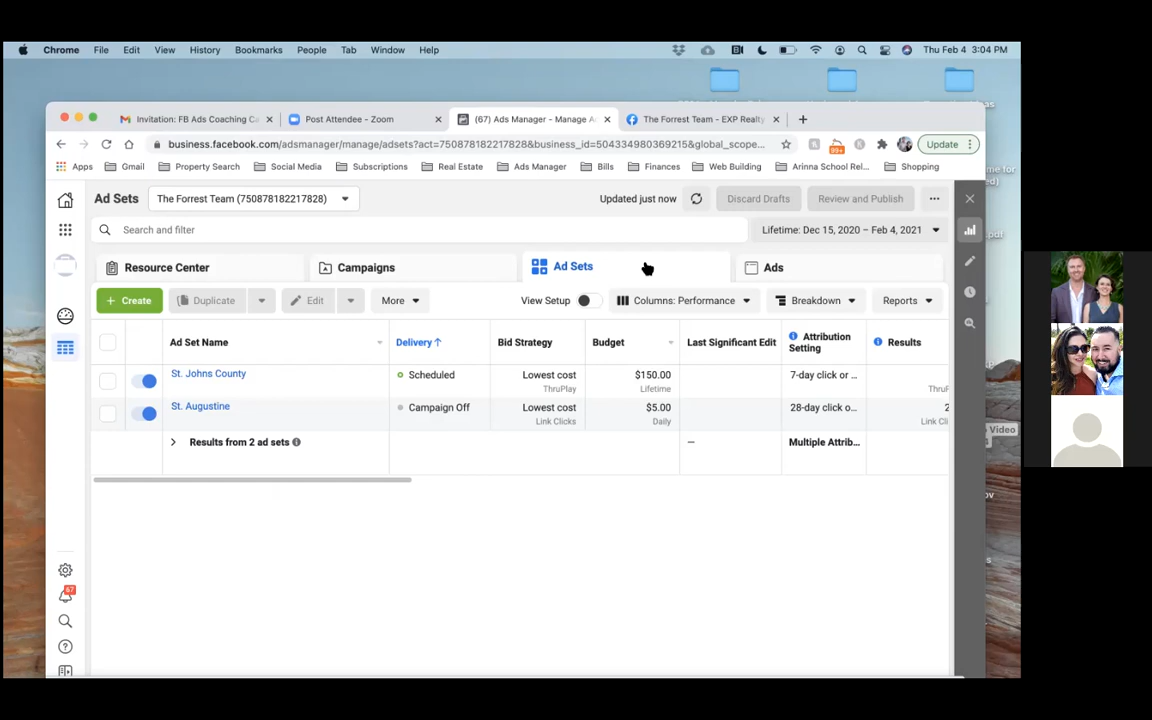 Chrome File Edit View History Bookmarks People Tab Window Help Thu Feb 4 3:04 PM
Invitation: FB Ads Coaching Ca
Post Attendee - Zoom
(67) Ads Manager - Manage A
The Forrest Team - EXP Realty
business.facebook.com/adsmanager/manage/adsets?act=750878182217828&business_id=504334980369215&global_scope...
99+
Update
Apps Gmail Property Search Social Media Subscriptions Real Estate Ads Manager Bills Finances Web Building Arinna School Rel... Shopping
Ad Sets The Forrest Team (750878182217828) Updated just now Discard Drafts Review and Publish
Search and filter Lifetime: Dec 15, 2020 – Feb 4, 2021
Resource Center Campaigns Ad Sets Ads
+ Create Duplicate Edit More View Setup Columns: Performance Breakdown Reports
Ad Set Name Delivery ↑ Bid Strategy Budget Last Significant Edit Attribution Setting Results
St. Johns County Scheduled Lowest cost $150.00 7-day click or ...
ThruPlay Lifetime ThruP
St. Augustine Campaign Off Lowest cost $5.00 28-day click o... 2
Link Clicks Daily Link Cli
Results from 2 ad sets — Multiple Attrib...
67
Video